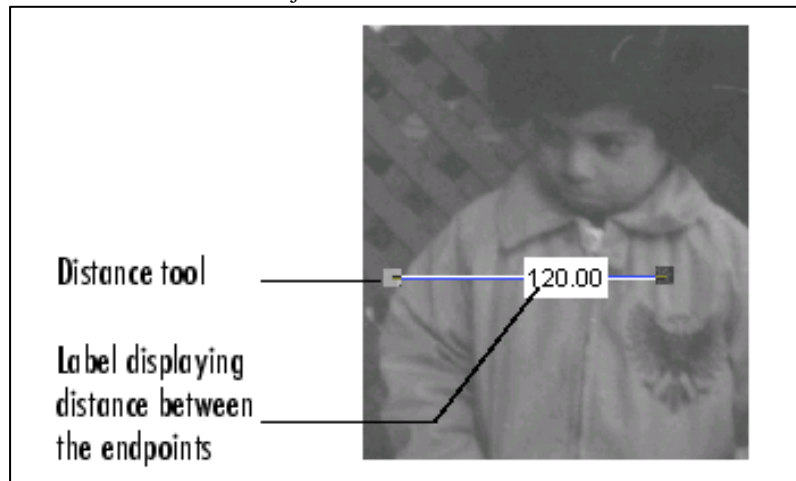 Distance tool
120.00
Label displaying
distance between
the endpoints